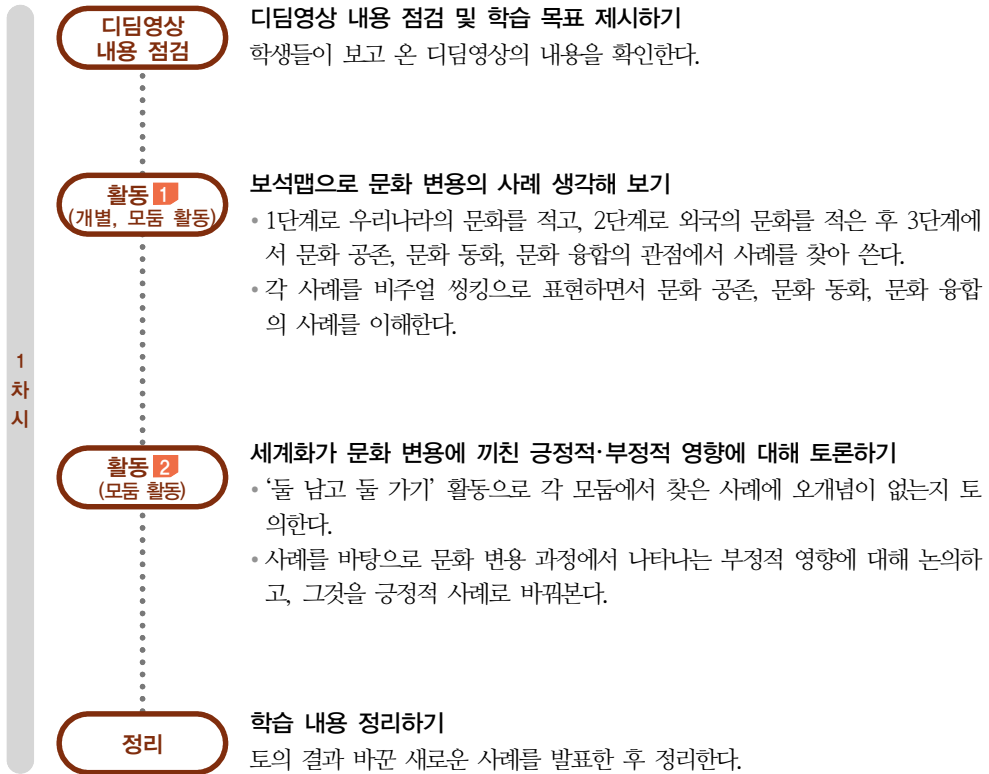 디딤영상
내용 점검
디딤영상 내용 점검 및 학습 목표 제시하기
학생들이 보고 온 디딤영상의 내용을 확인한다.
활동 1
(개별, 모둠 활동)
보석맵으로 문화 변용의 사례 생각해 보기
• 1단계로 우리나라의 문화를 적고, 2단계로 외국의 문화를 적은 후 3단계에
서 문화 공존, 문화 동화, 문화 융합의 관점에서 사례를 찾아 쓴다.
• 각 사례를 비주얼 씽킹으로 표현하면서 문화 공존, 문화 동화, 문화 융합
의 사례를 이해한다.
1
차
시
활동 2
(모둠 활동)
세계화가 문화 변용에 끼친 긍정적·부정적 영향에 대해 토론하기
• ‘둘 남고 둘 가기’ 활동으로 각 모둠에서 찾은 사례에 오개념이 없는지 토
의한다.
• 사례를 바탕으로 문화 변용 과정에서 나타나는 부정적 영향에 대해 논의하
고, 그것을 긍정적 사례로 바꿔본다.
정리
학습 내용 정리하기
토의 결과 바꾼 새로운 사례를 발표한 후 정리한다.